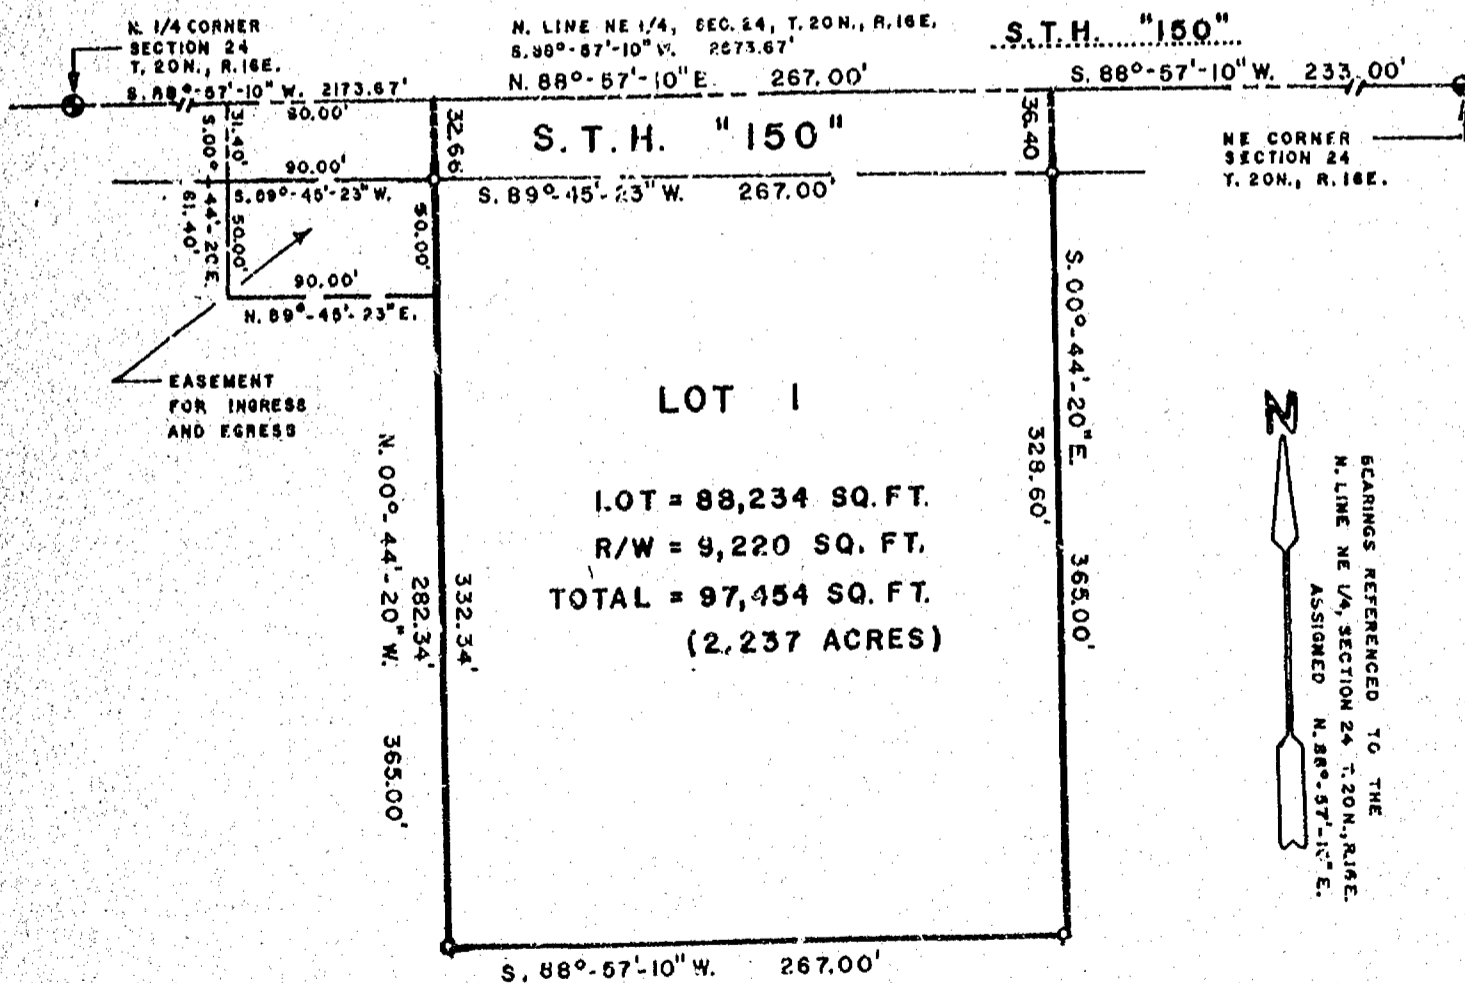 N. 1/4 CORNER
SECTION 24
T. 20N., R.16E.
S. 88°-57'-10" W. 2173.67'
N. LINE NE 1/4, SEC. 24, T. 20N., R.16E.
S. 88°-57'-10" W. 2673.67'
N. 88°-57'-10" E. 267.00'
S.T.H. "150"
S. 88°-57'-10" W. 233.00'
90.00'
31.40'
32.66'
S.T.H. "150"
36.40
NE CORNER
SECTION 24
T. 20N., R.16E.
90.00'
S. 89°-45'-23" W.
S. 89°-45'-23" W. 267.00'
S.00°-44'-20" E.
81.40'
50.00'
50.00'
90.00'
N. 89°-45'-23" E.
EASEMENT
FOR INGRESS
AND EGRESS
S. 00°-44'-20" E.
328.60'
365.00'
LOT 1
LOT = 88,234 SQ. FT.
R/W = 9,220 SQ. FT.
TOTAL = 97,454 SQ. FT.
(2.237 ACRES)
N. 00°-44'-20" W. 365.00'
282.34'
332.34'
N
BEARINGS REFERENCED TO THE
N. LINE NE 1/4, SECTION 24 T.20N., R.16E.
ASSIGNED N. 88°-57'-10" E.
S. 88°-57'-10" W. 267.00'